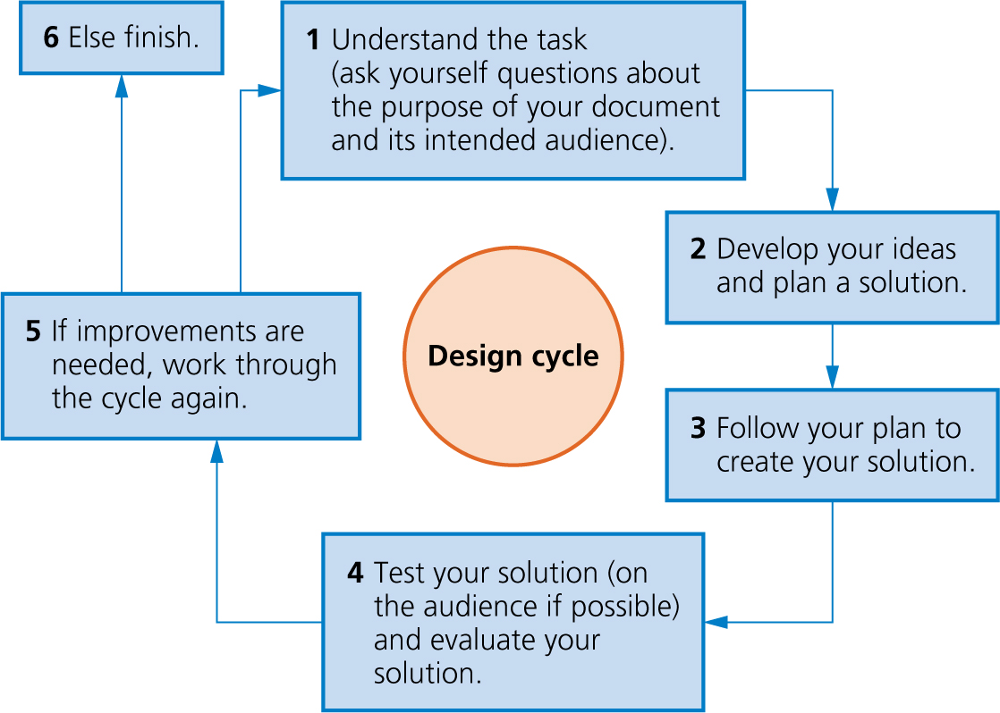 6 Else finish.
1 Understand the task
(ask yourself questions about
the purpose of your document
and its intended audience).
2 Develop your ideas
and plan a solution.
Design cycle
5 If improvements are
needed, work through
the cycle again.
3 Follow your plan to
create your solution.
4 Test your solution (on
the audience if possible)
and evaluate your
solution.